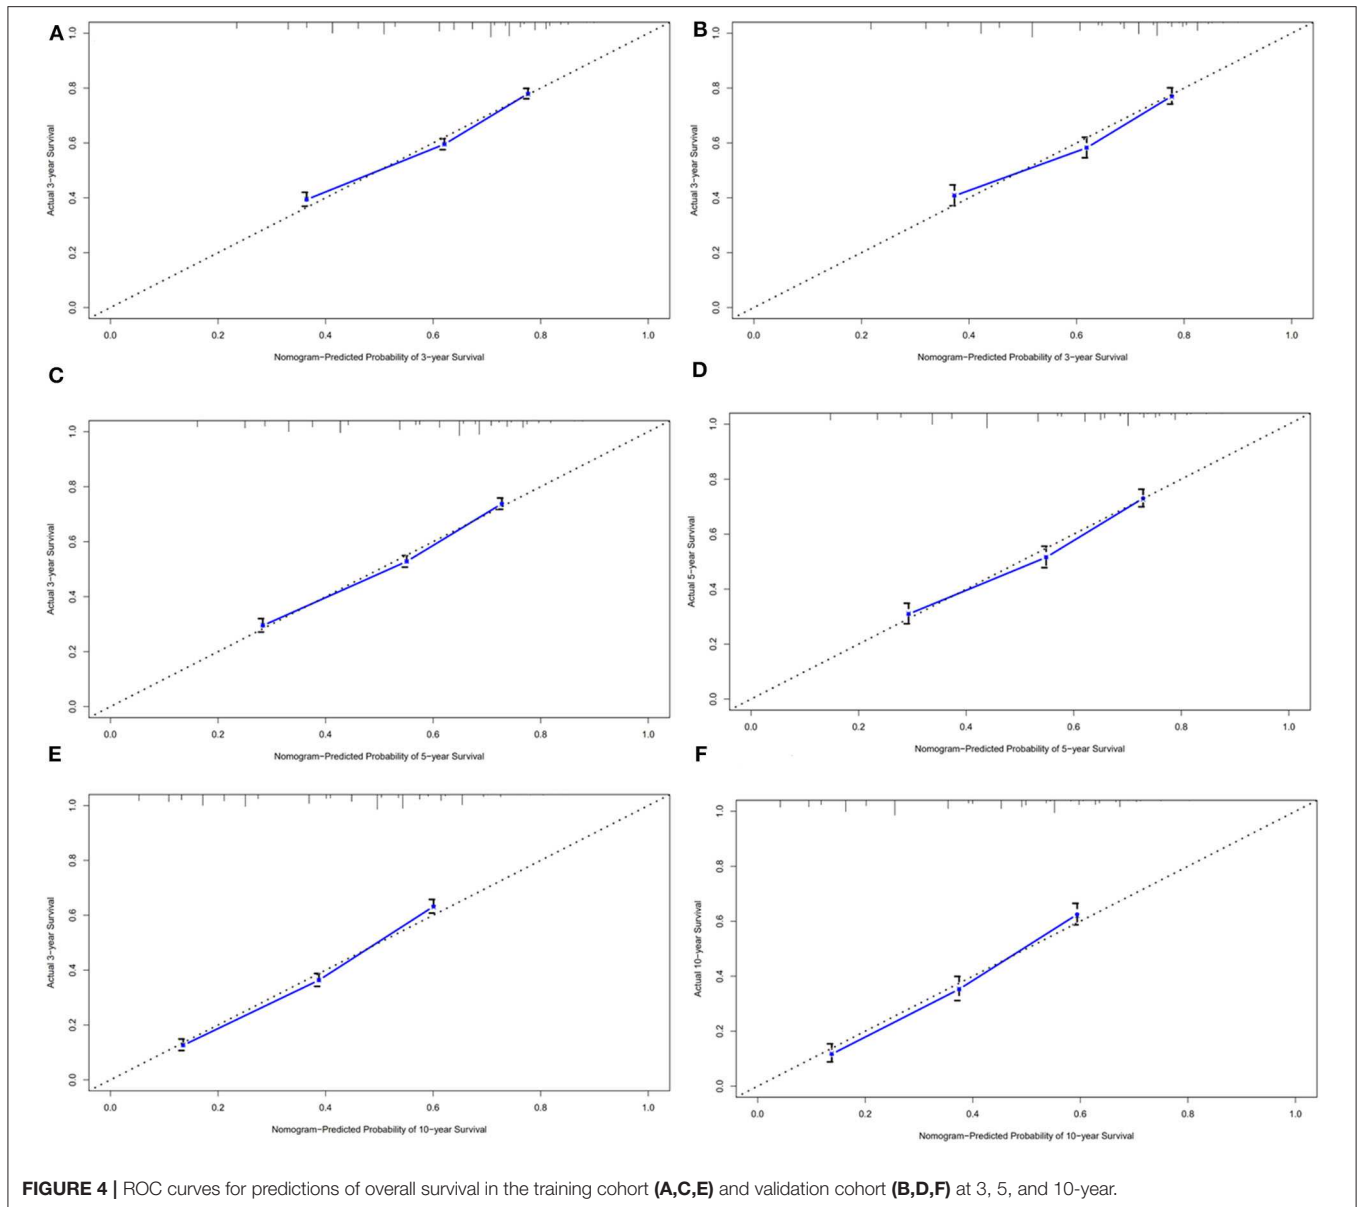 A
1.0
0.8
0.6
0.4
0.2
0.0
Actual 3-year Survival
0.0 0.2 0.4 0.6 0.8 1.0
Nomogram-Predicted Probability of 3-year Survival
B
1.0
0.8
0.6
0.4
0.2
0.0
Actual 3-year Survival
0.0 0.2 0.4 0.6 0.8 1.0
Nomogram-Predicted Probability of 3-year Survival
C
1.0
0.8
0.6
0.4
0.2
0.0
Actual 3-year Survival
0.0 0.2 0.4 0.6 0.8 1.0
Nomogram-Predicted Probability of 5-year Survival
D
1.0
0.8
0.6
0.4
0.2
0.0
Actual 5-year Survival
0.0 0.2 0.4 0.6 0.8 1.0
Nomogram-Predicted Probability of 5-year Survival
E
1.0
0.8
0.6
0.4
0.2
0.0
Actual 3-year Survival
0.0 0.2 0.4 0.6 0.8 1.0
Nomogram-Predicted Probability of 10-year Survival
F
1.0
0.8
0.6
0.4
0.2
0.0
Actual 10-year Survival
0.0 0.2 0.4 0.6 0.8 1.0
Nomogram-Predicted Probability of 10-year Survival
FIGURE 4 | ROC curves for predictions of overall survival in the training cohort (A,C,E) and validation cohort (B,D,F) at 3, 5, and 10-year.